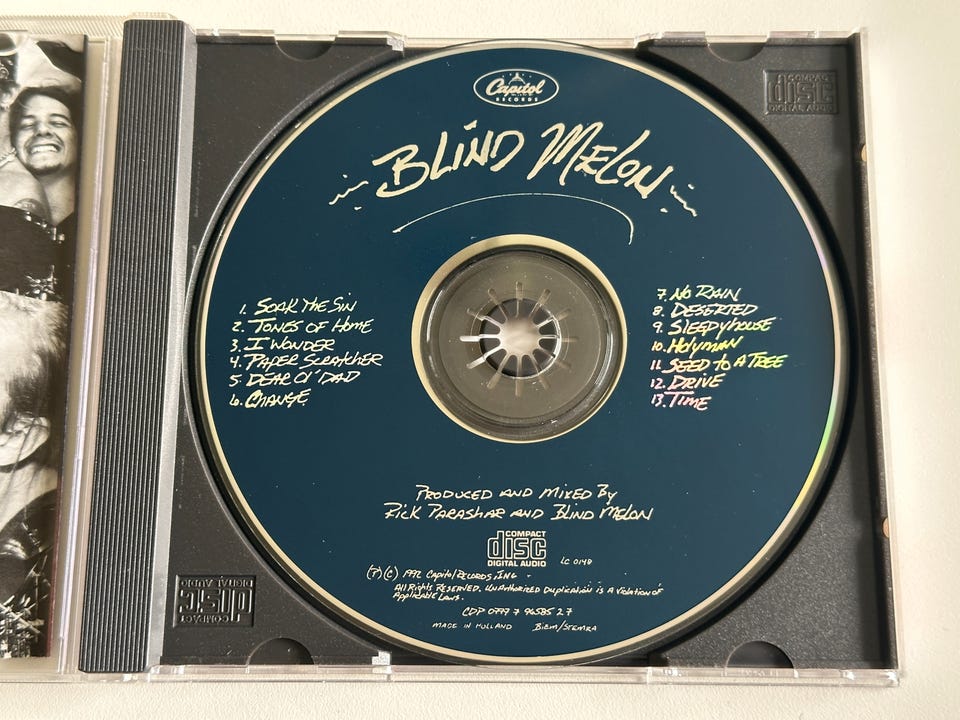 Capitol
RECORDS
BLIND MELON
1. SOAK THE SIN
2. TONES OF HOME
3. I WONDER
4. PAPER SCRATCHER
5. DEAR OL' DAD
6. CHANGE
7. NO RAIN
8. DESERTED
9. SLEEPYHOUSE
10. HOLYMAN
11. SEED TO A TREE
12. DRIVE
13. TIME
PRODUCED AND MIXED BY
RICK PARASHAR AND BLIND MELON
COMPACT
disc
DIGITAL AUDIO
LC 0148
(P)(C) 1992 CAPITOL RECORDS, INC.
ALL RIGHTS RESERVED. UNAUTHORIZED DUPLICATION IS A VIOLATION OF
APPLICABLE LAWS.
CDP 0777 7 96585 2 7
MADE IN HOLLAND BIEM/STEMRA
COMPACT
disc
DIGITAL AUDIO
COMPACT
disc
DIGITAL AUDIO